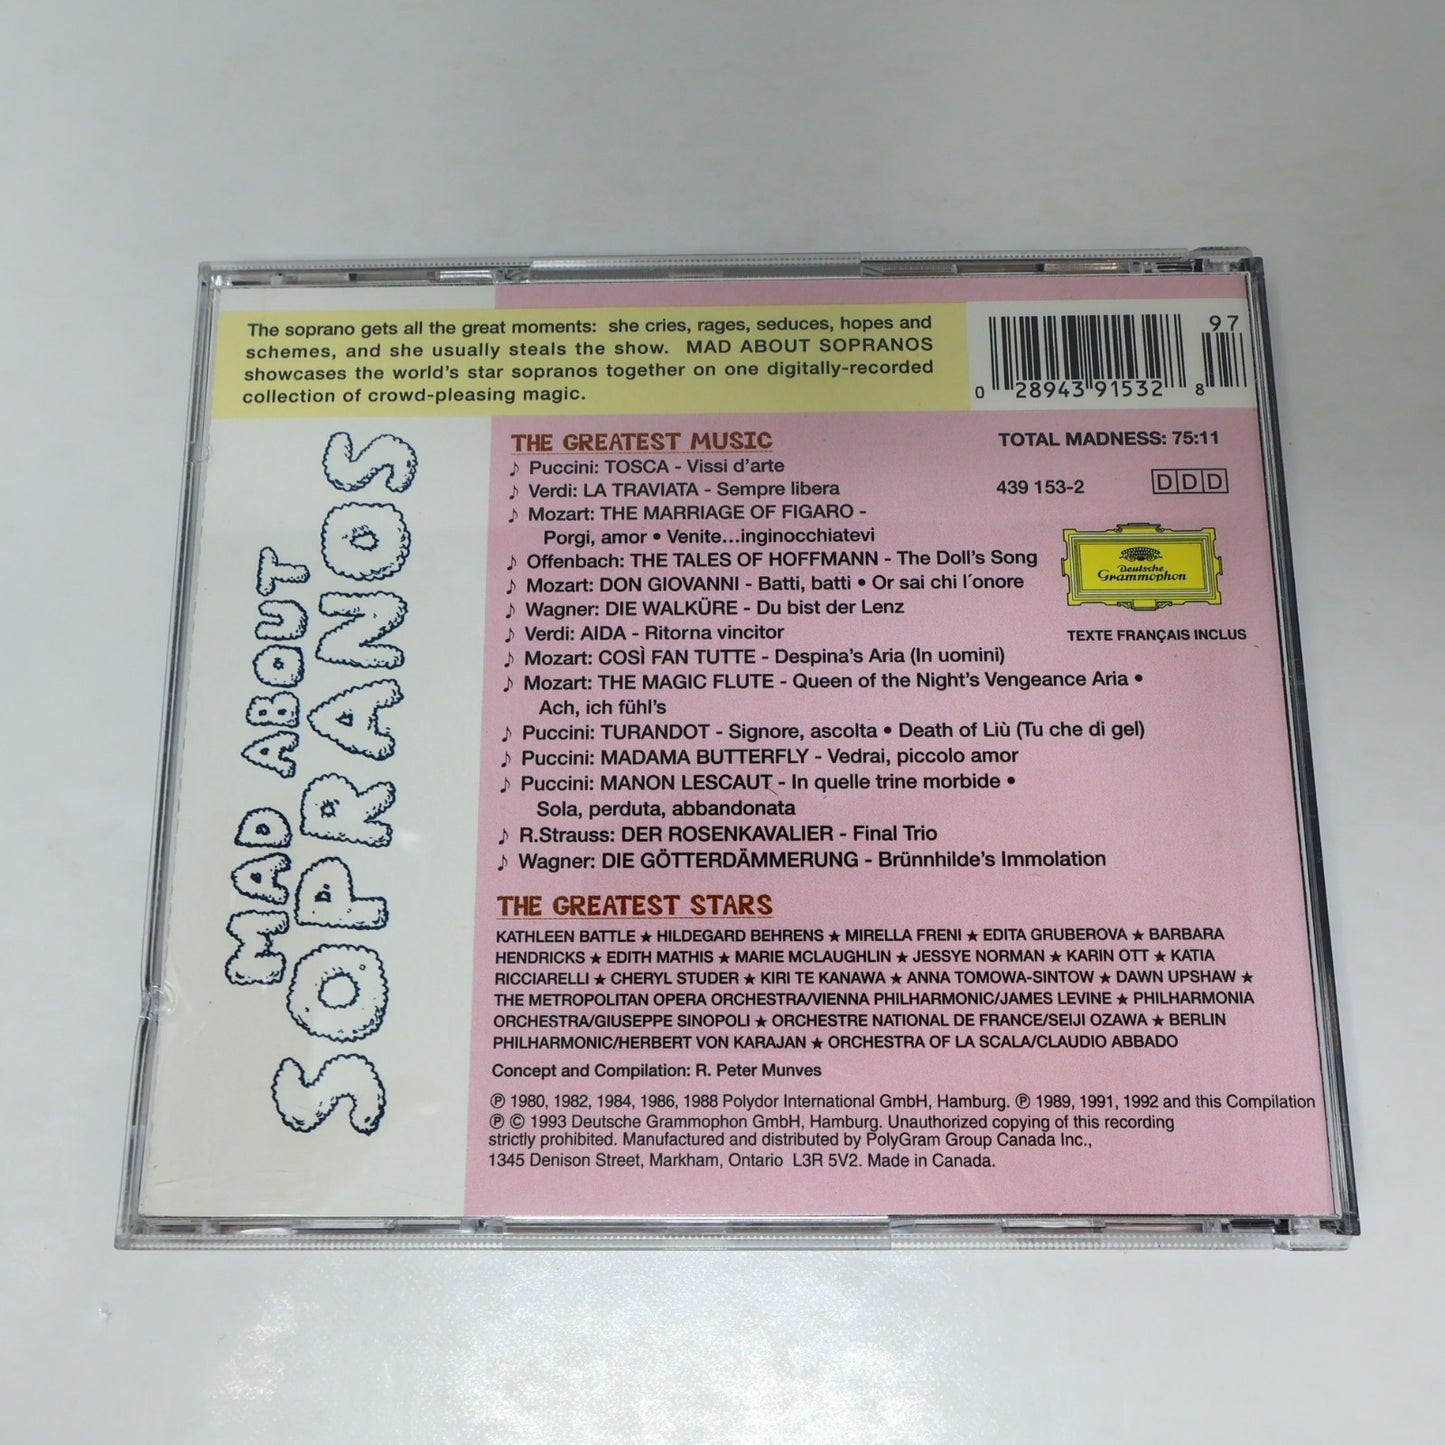 The soprano gets all the great moments: she cries, rages, seduces, hopes and
schemes, and she usually steals the show. MAD ABOUT SOPRANOS
showcases the world's star sopranos together on one digitally-recorded
collection of crowd-pleasing magic.
97
0 28943 91532 8
MAD ABOUT
SOPRANOS
THE GREATEST MUSIC
TOTAL MADNESS: 75:11
♪ Puccini: TOSCA - Vissi d'arte
♪ Verdi: LA TRAVIATA - Sempre libera
439 153-2
DDD
♪ Mozart: THE MARRIAGE OF FIGARO -
Porgi, amor • Venite...inginocchiatevi
♪ Offenbach: THE TALES OF HOFFMANN - The Doll's Song
♪ Mozart: DON GIOVANNI - Batti, batti • Or sai chi l´onore
♪ Wagner: DIE WALKÜRE - Du bist der Lenz
Deutsche
Grammophon
♪ Verdi: AIDA - Ritorna vincitor
TEXTE FRANÇAIS INCLUS
♪ Mozart: COSÌ FAN TUTTE - Despina's Aria (In uomini)
♪ Mozart: THE MAGIC FLUTE - Queen of the Night's Vengeance Aria •
Ach, ich fühl's
♪ Puccini: TURANDOT - Signore, ascolta • Death of Liù (Tu che di gel)
♪ Puccini: MADAMA BUTTERFLY - Vedrai, piccolo amor
♪ Puccini: MANON LESCAUT - In quelle trine morbide •
Sola, perduta, abbandonata
♪ R.Strauss: DER ROSENKAVALIER - Final Trio
♪ Wagner: DIE GÖTTERDÄMMERUNG - Brünnhilde's Immolation
THE GREATEST STARS
KATHLEEN BATTLE ★ HILDEGARD BEHRENS ★ MIRELLA FRENI ★ EDITA GRUBEROVA ★ BARBARA
HENDRICKS ★ EDITH MATHIS ★ MARIE MCLAUGHLIN ★ JESSYE NORMAN ★ KARIN OTT ★ KATIA
RICCIARELLI ★ CHERYL STUDER ★ KIRI TE KANAWA ★ ANNA TOMOWA-SINTOW ★ DAWN UPSHAW ★
THE METROPOLITAN OPERA ORCHESTRA/VIENNA PHILHARMONIC/JAMES LEVINE ★ PHILHARMONIA
ORCHESTRA/GIUSEPPE SINOPOLI ★ ORCHESTRE NATIONAL DE FRANCE/SEIJI OZAWA ★ BERLIN
PHILHARMONIC/HERBERT VON KARAJAN ★ ORCHESTRA OF LA SCALA/CLAUDIO ABBADO
Concept and Compilation: R. Peter Munves
℗ 1980, 1982, 1984, 1986, 1988 Polydor International GmbH, Hamburg. ℗ 1989, 1991, 1992 and this Compilation
℗ © 1993 Deutsche Grammophon GmbH, Hamburg. Unauthorized copying of this recording
strictly prohibited. Manufactured and distributed by PolyGram Group Canada Inc.,
1345 Denison Street, Markham, Ontario L3R 5V2. Made in Canada.